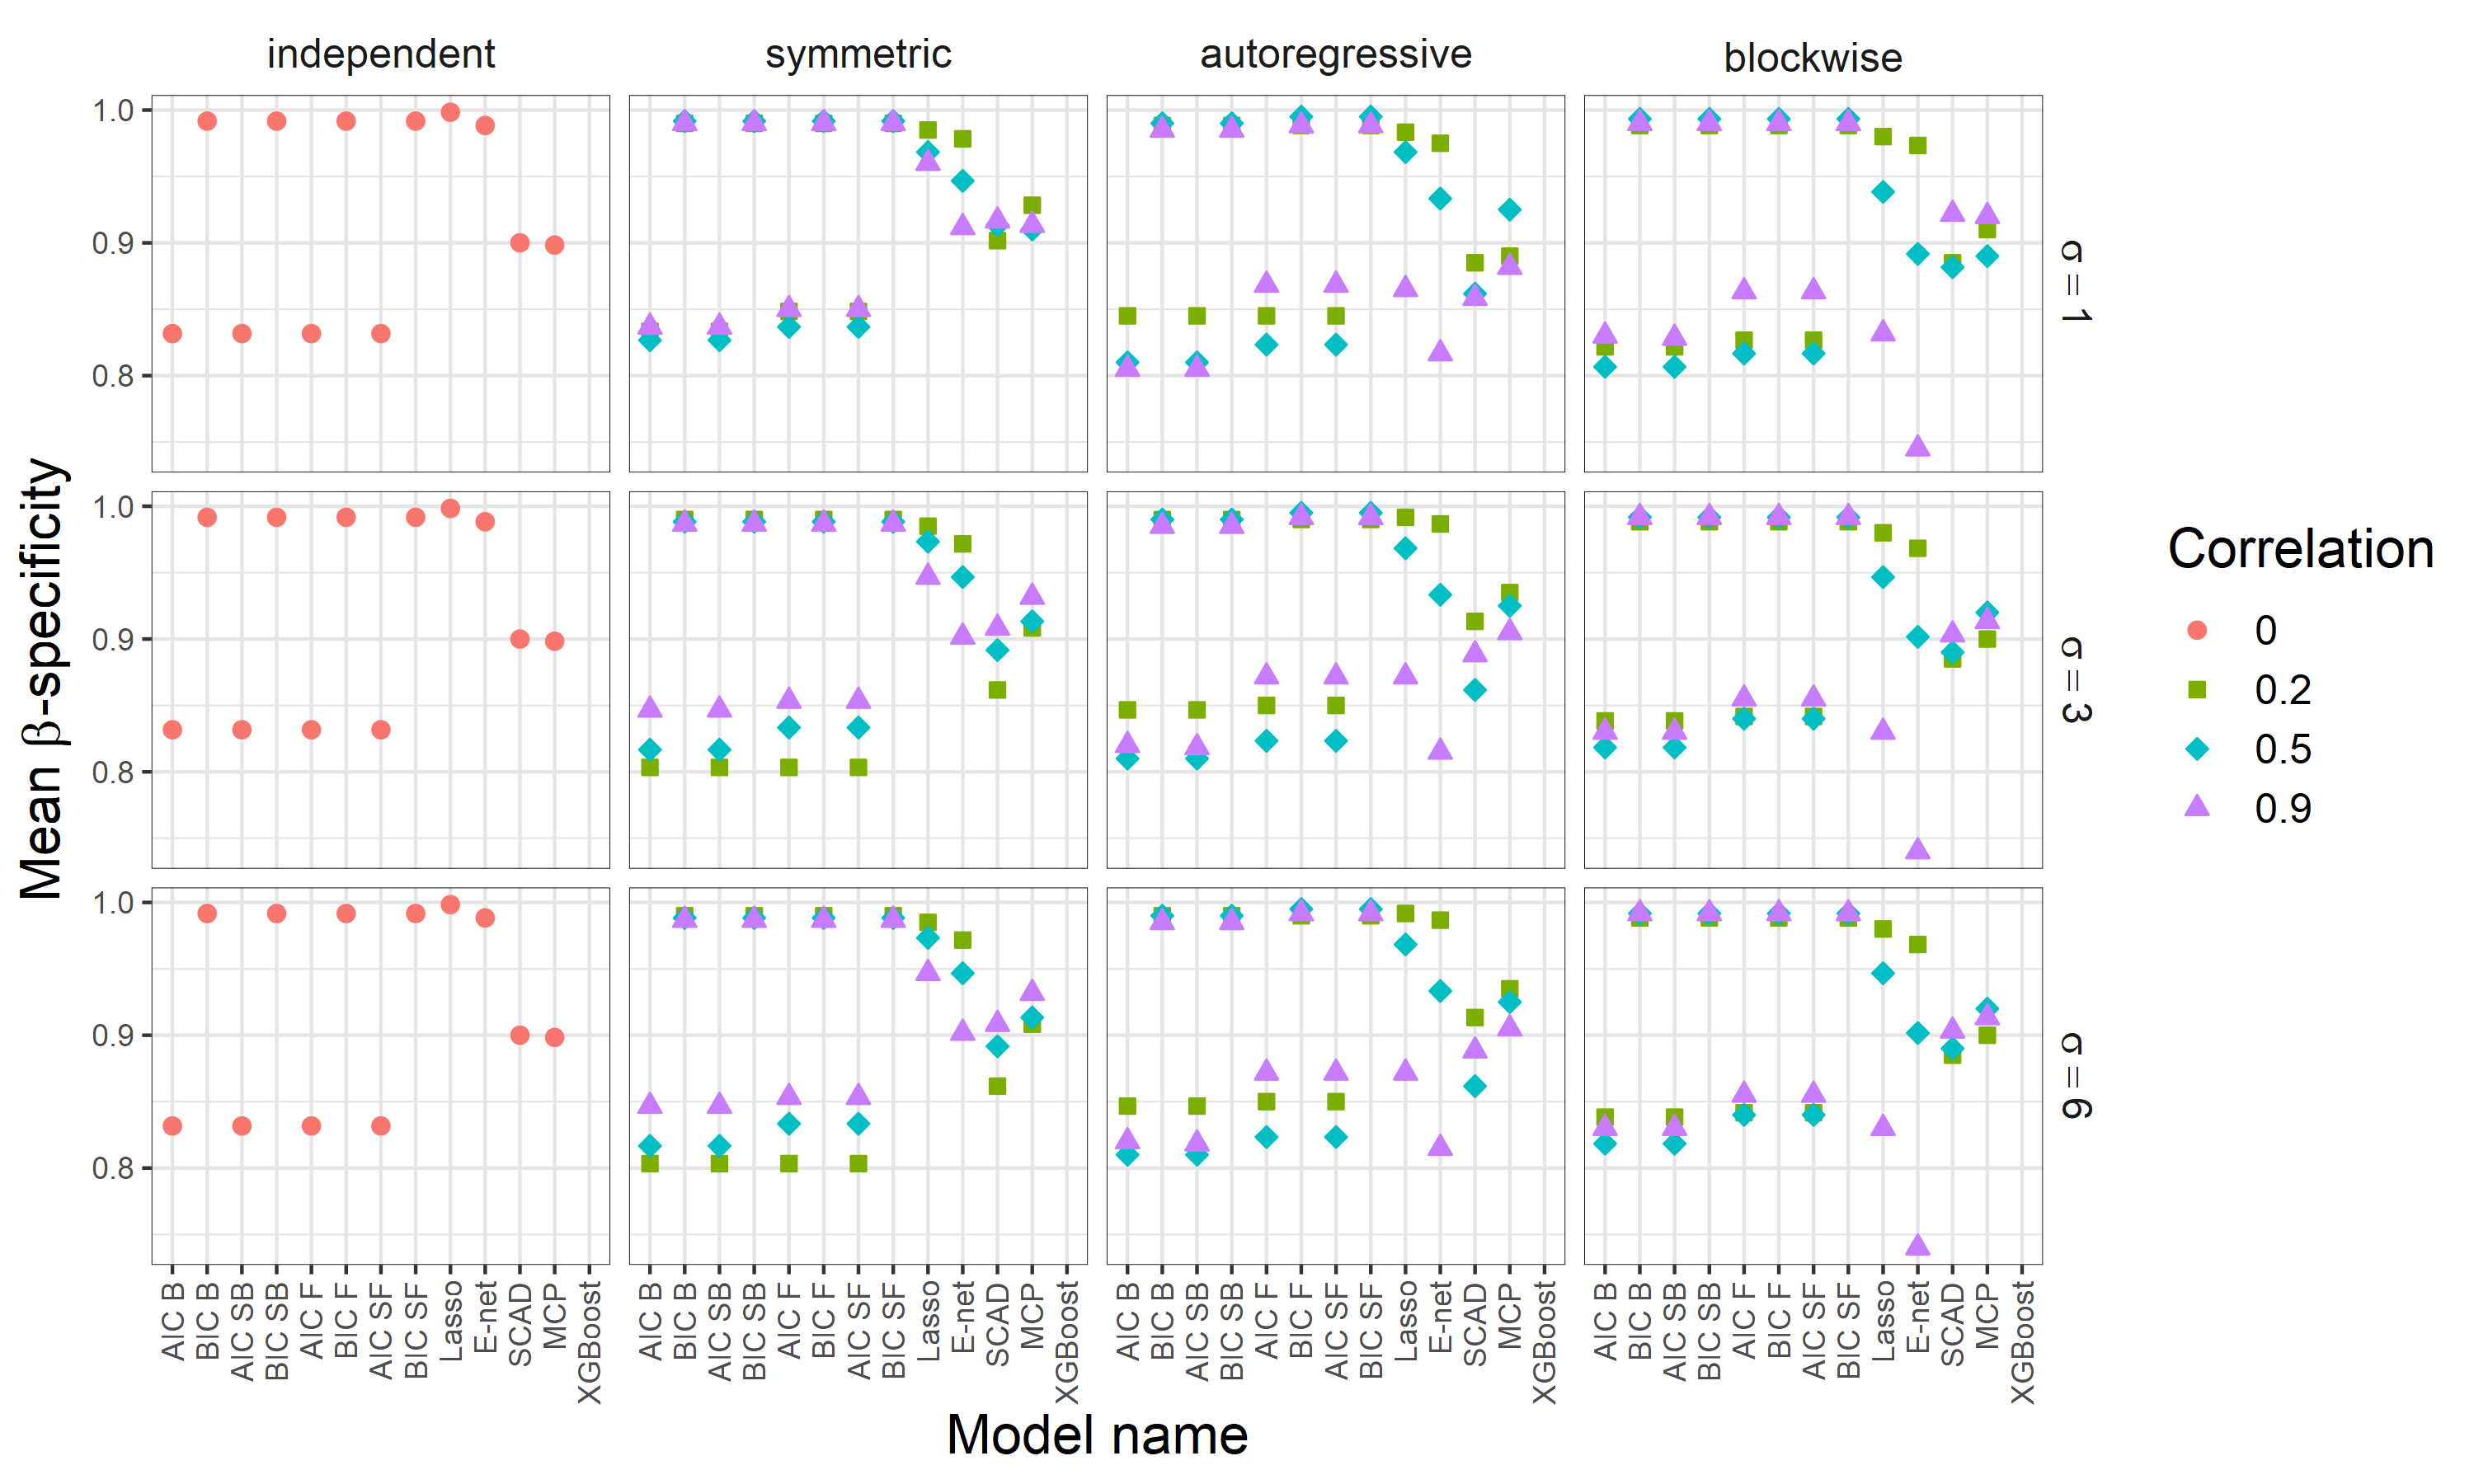 independent symmetric autoregressive blockwise
1.0
0.9
0.8
σ = 1
1.0
0.9
0.8
σ = 3
1.0
0.9
0.8
σ = 6
Mean β-specificity
AIC B BIC B AIC SB BIC SB AIC F BIC F AIC SF BIC SF Lasso E-net SCAD MCP XGBoost
AIC B BIC B AIC SB BIC SB AIC F BIC F AIC SF BIC SF Lasso E-net SCAD MCP XGBoost
AIC B BIC B AIC SB BIC SB AIC F BIC F AIC SF BIC SF Lasso E-net SCAD MCP XGBoost
AIC B BIC B AIC SB BIC SB AIC F BIC F AIC SF BIC SF Lasso E-net SCAD MCP XGBoost
Model name
Correlation
0
0.2
0.5
0.9